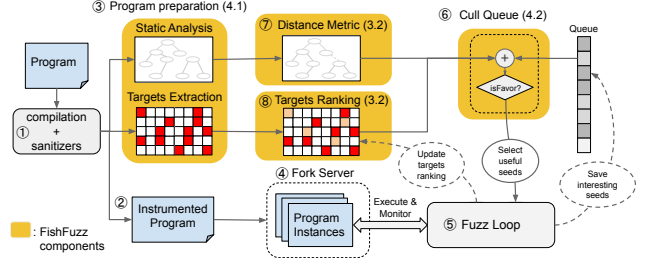 ③ Program preparation (4.1)
Static Analysis
⑦ Distance Metric (3.2)
⑥ Cull Queue (4.2)
Queue
Program
+
isFavor?
① compilation
+
sanitizers
Targets Extraction
⑧ Targets Ranking (3.2)
Update
targets
ranking
Select
useful
seeds
Save
interesting
seeds
② Instrumented
Program
④ Fork Server
Program
Instances
Execute &
Monitor
⑤ Fuzz Loop
: FishFuzz
components